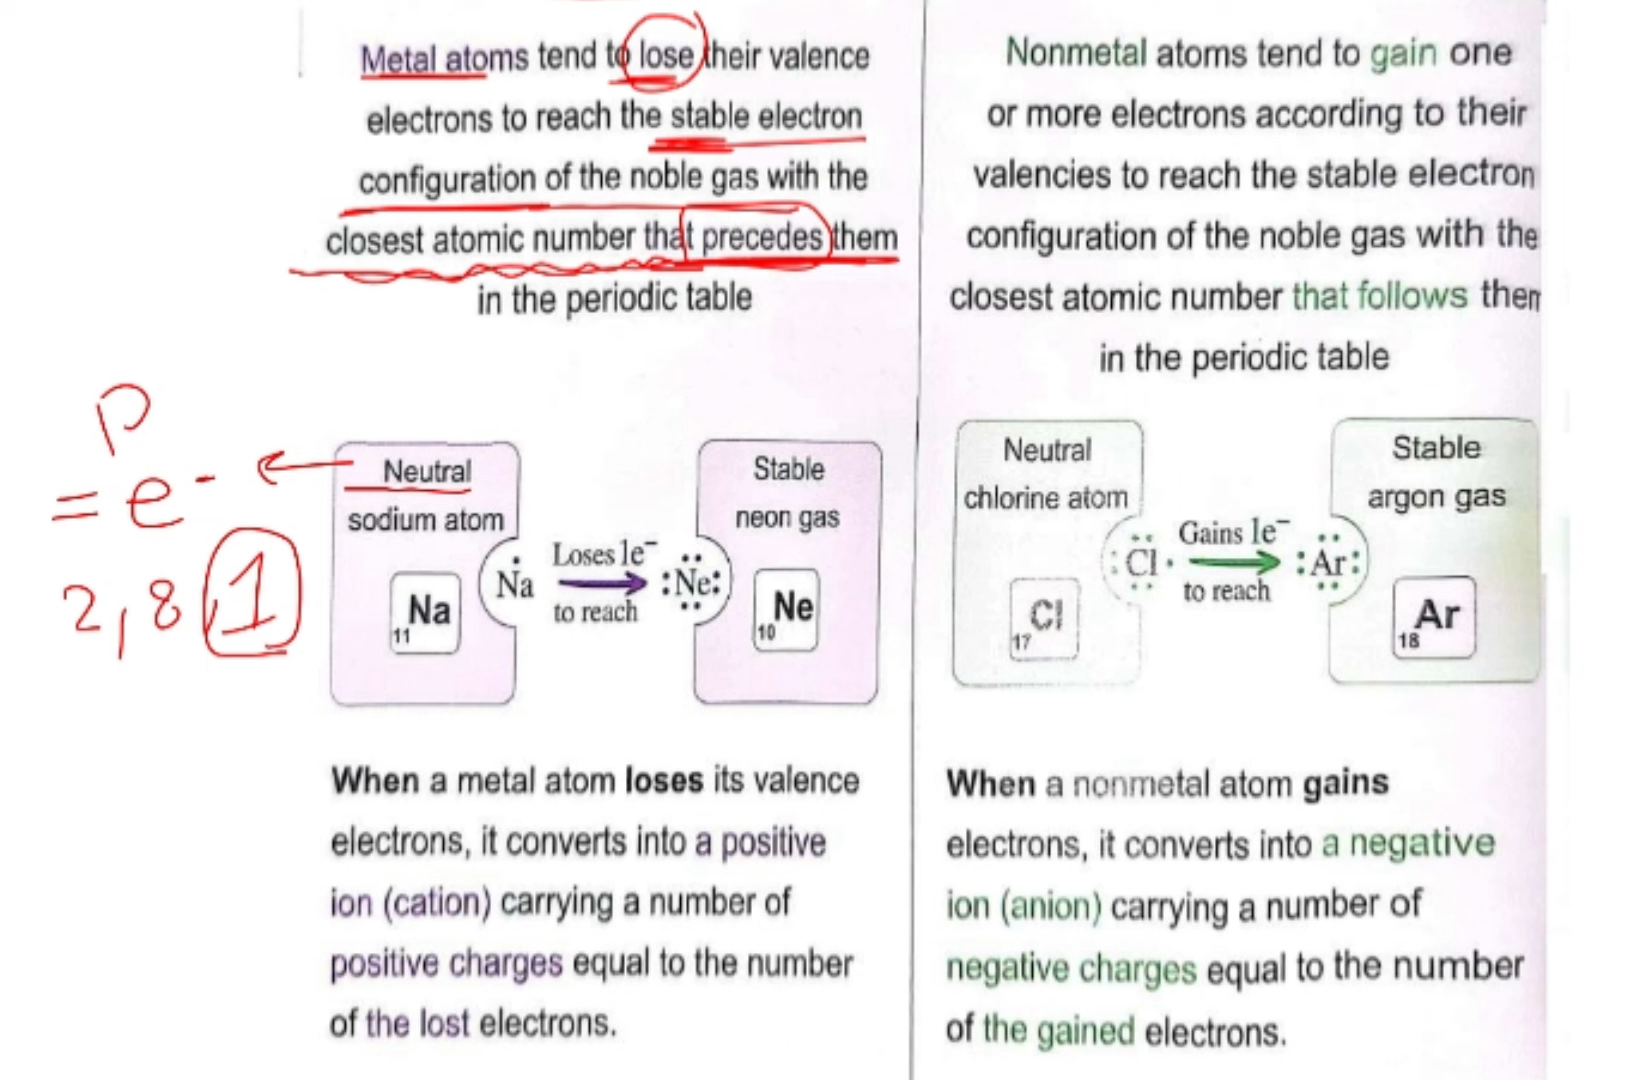 Metal atoms tend to lose their valence
electrons to reach the stable electron
configuration of the noble gas with the
closest atomic number that precedes them
in the periodic table
P
= e-
2, 8, 1
Neutral
sodium atom
Na
11
Na
Loses 1e−
to reach
:Ne:
Stable
neon gas
Ne
10
When a metal atom loses its valence
electrons, it converts into a positive
ion (cation) carrying a number of
positive charges equal to the number
of the lost electrons.
Nonmetal atoms tend to gain one
or more electrons according to their
valencies to reach the stable electron
configuration of the noble gas with the
closest atomic number that follows them
in the periodic table
Neutral
chlorine atom
Cl
17
:Cl·
Gains 1e−
to reach
:Ar:
Stable
argon gas
Ar
18
When a nonmetal atom gains
electrons, it converts into a negative
ion (anion) carrying a number of
negative charges equal to the number
of the gained electrons.